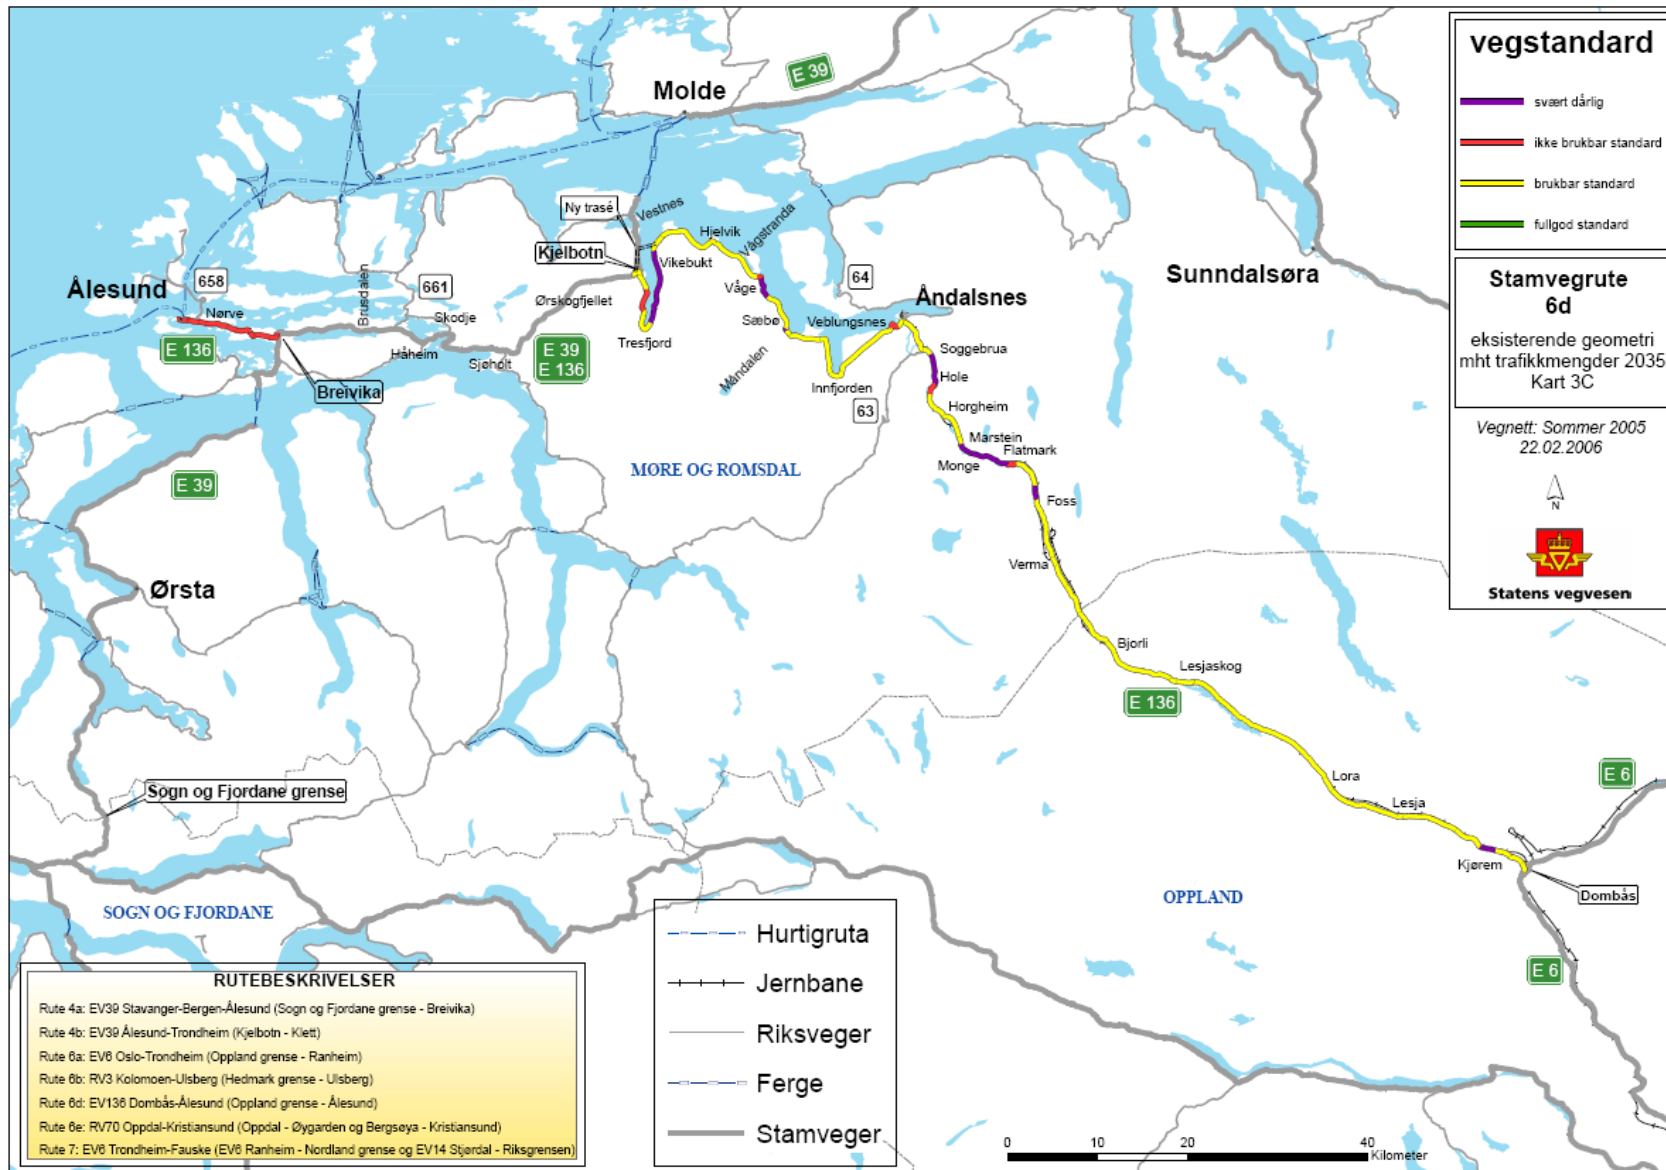 vegstandard
svært dårlig
ikke brukbar standard
brukbar standard
fullgod standard
Stamvegrute
6d
eksisterende geometri
mht trafikkmengder 2035
Kart 3C
Vegnett: Sommer 2005
22.02.2006
N
Statens vegvesen
E 39
Molde
Ny trasé
Vestnes
Kjelbotn
Hjelvik
Vågstranda
Vikebukt
Våge
64
Sunndalsøra
Ålesund
658
Nørve
E 136
Brusdalen
661
Skodje
Ørskogfjellet
Håheim
Sjøholt
E 39
E 136
Breivika
Tresfjord
Sæbø
Måndalen
Veblungsnes
Åndalsnes
Innfjorden
63
Soggebrua
Hole
Horgheim
Marstein
Monge
Flatmark
Foss
Verma
MØRE OG ROMSDAL
E 39
Ørsta
Bjorli
Lesjaskog
E 136
Lora
Lesja
Kjørem
E 6
Dombås
E 6
OPPLAND
Sogn og Fjordane grense
SOGN OG FJORDANE
Hurtigruta
Jernbane
Riksveger
Ferge
Stamveger
RUTEBESKRIVELSER
Rute 4a: EV39 Stavanger-Bergen-Ålesund (Sogn og Fjordane grense - Breivika)
Rute 4b: EV39 Ålesund-Trondheim (Kjelbotn - Klett)
Rute 6a: EV6 Oslo-Trondheim (Oppland grense - Ranheim)
Rute 6b: RV3 Kolomoen-Ulsberg (Hedmark grense - Ulsberg)
Rute 6d: EV136 Dombås-Ålesund (Oppland grense - Ålesund)
Rute 6e: RV70 Oppdal-Kristiansund (Oppdal - Øygarden og Bergsøya - Kristiansund)
Rute 7: EV6 Trondheim-Fauske (EV6 Ranheim - Nordland grense og EV14 Stjørdal - Riksgrensen)
0 10 20 40
Kilometer